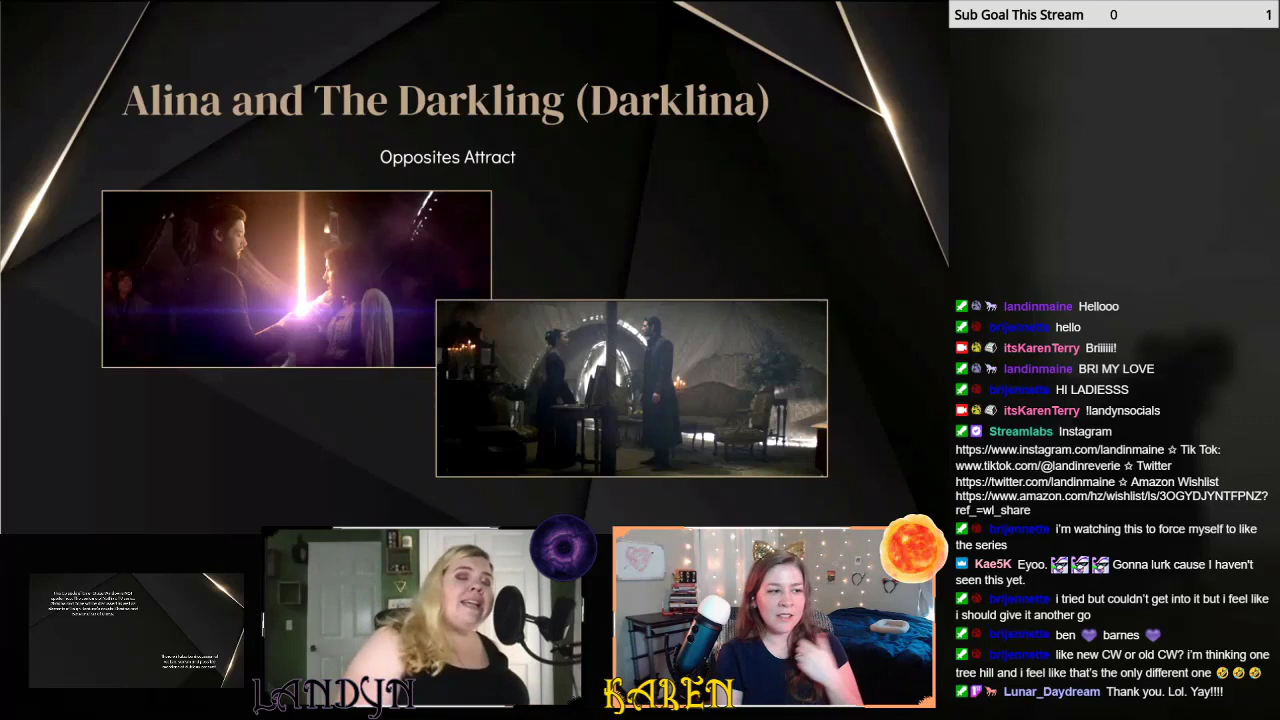 Sub Goal This Stream 0 1
Alina and The Darkling (Darklina)
Opposites Attract
landinmaine Hellooo
brijennette hello
itsKarenTerry Briiiiii!
landinmaine BRI MY LOVE
brijennette HI LADIESSS
itsKarenTerry !landynsocials
Streamlabs Instagram
https://www.instagram.com/landinmaine ☆ Tik Tok:
www.tiktok.com/@landinreverie ☆ Twitter
https://twitter.com/landinmaine ☆ Amazon Wishlist
https://www.amazon.com/hz/wishlist/ls/3OGYDJYNTFPNZ?
ref_=wl_share
brijennette i'm watching this to force myself to like
the series
Kae5K Eyoo. Gonna lurk cause I haven't
seen this yet.
brijennette i tried but couldn't get into it but i feel like
i should give it another go
brijennette ben 💜 barnes 💜
brijennette like new CW or old CW? i'm thinking one
tree hill and i feel like that's the only different one 🤣 🤣 🤣
Lunar_Daydream Thank you. Lol. Yay!!!!
LANDYN
KAREN